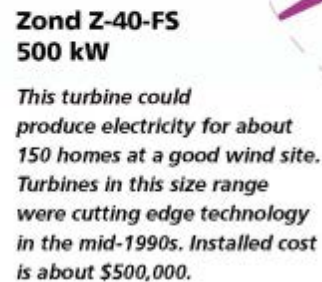 Zond Z-40-FS
500 kW
This turbine could
produce electricity for about
150 homes at a good wind site.
Turbines in this size range
were cutting edge technology
in the mid-1990s. Installed cost
is about $500,000.